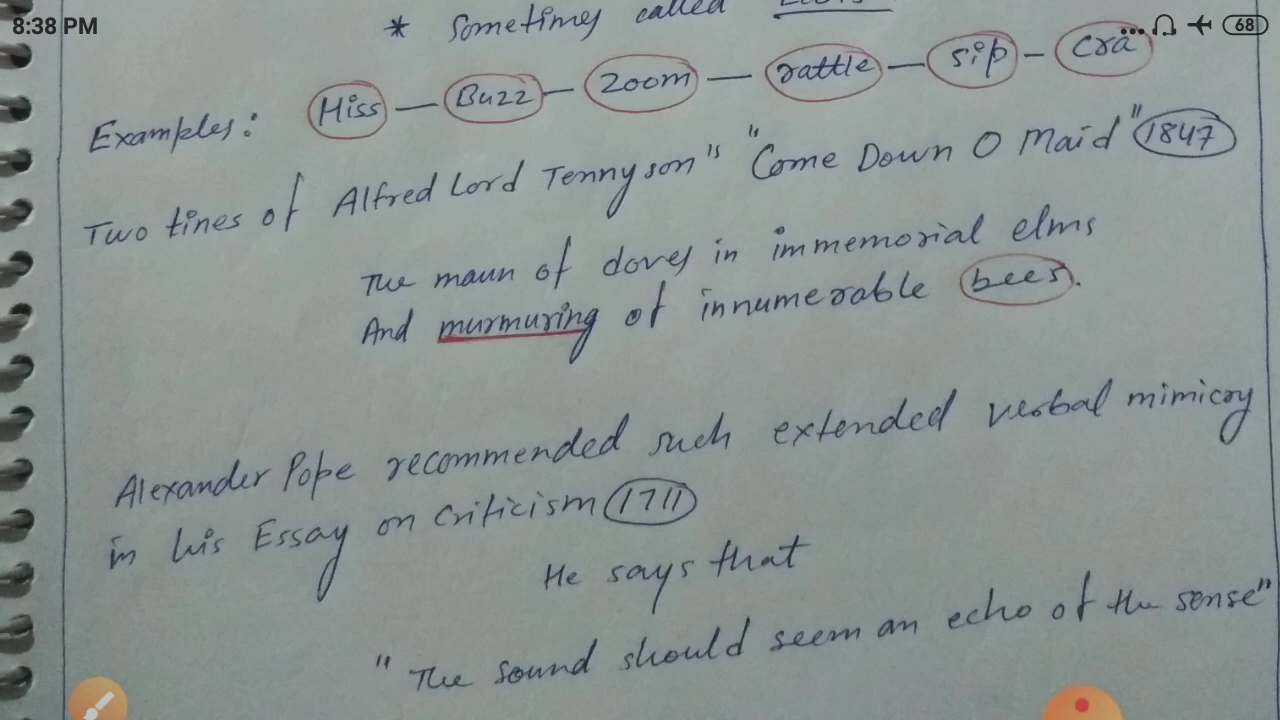 8:38 PM
68
* Sometimes called
Examples: Hiss — Buzz — Zoom — rattle — sip — Cra
Two lines of Alfred Lord Tennyson's "Come Down O Maid" 1847
The maun of doves in immemorial elms
And murmuring of innumerable bees.
Alexander Pope recommended such extended verbal mimicry
in his Essay on Criticism 1711
He says that
"The sound should seem an echo of the sense"